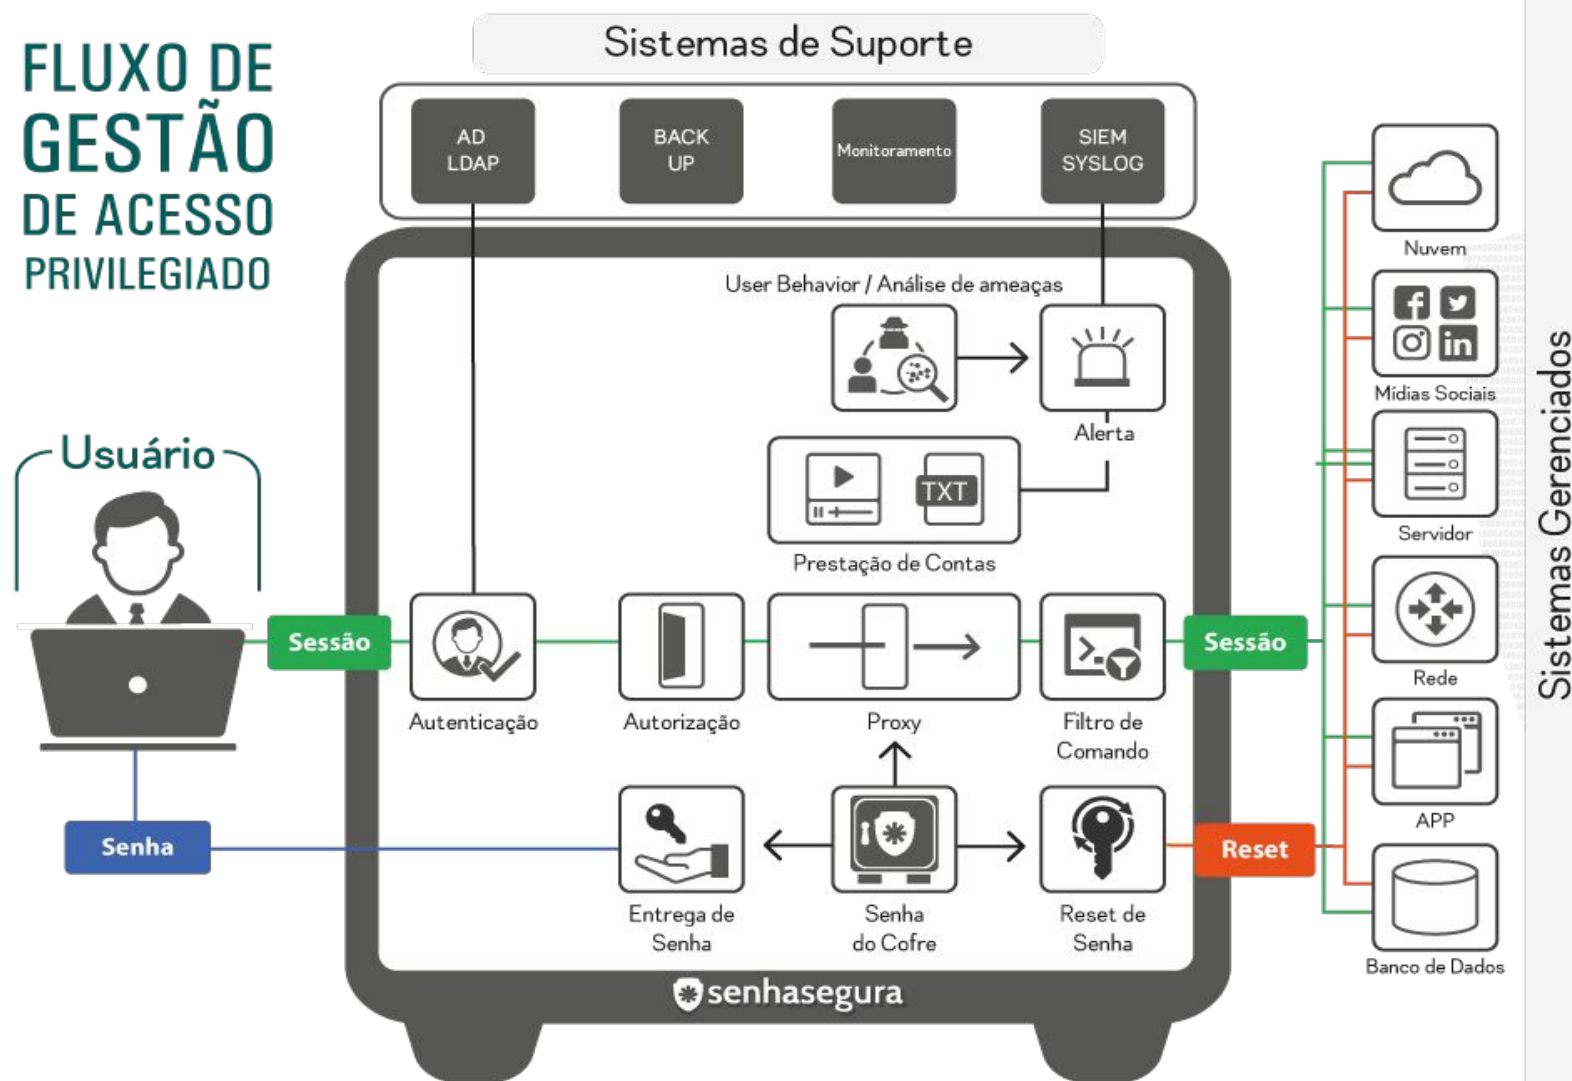 FLUXO DE
GESTÃO
DE ACESSO
PRIVILEGIADO
Sistemas de Suporte
AD
LDAP
BACK
UP
Monitoramento
SIEM
SYSLOG
User Behavior / Análise de ameaças
Alerta
TXT
Prestação de Contas
Usuário
Sessão
Autenticação
Autorização
Proxy
Filtro de
Comando
Sessão
Senha
Entrega de
Senha
Senha
do Cofre
Reset de
Senha
Reset
senhasegura
Nuvem
in
Mídias Sociais
Servidor
Rede
APP
Banco de Dados
Sistemas Gerenciados